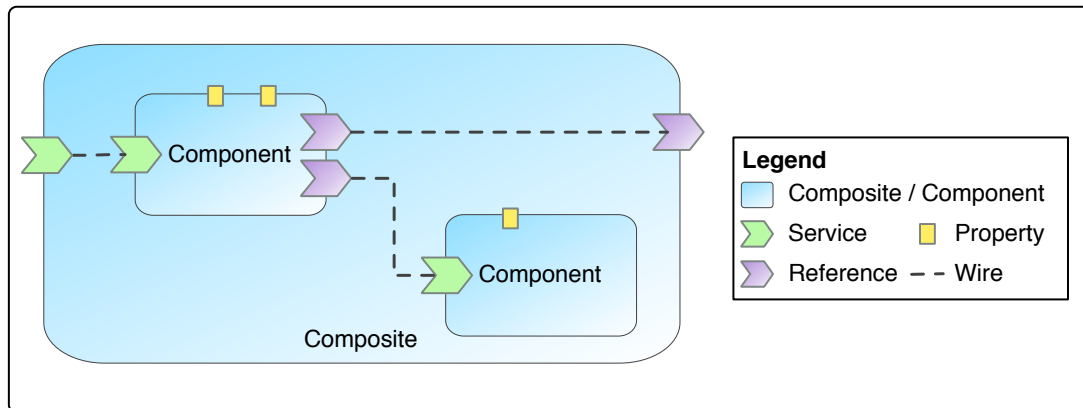 Component
Component
Composite
Legend
Composite / Component
Service
Property
Reference
Wire